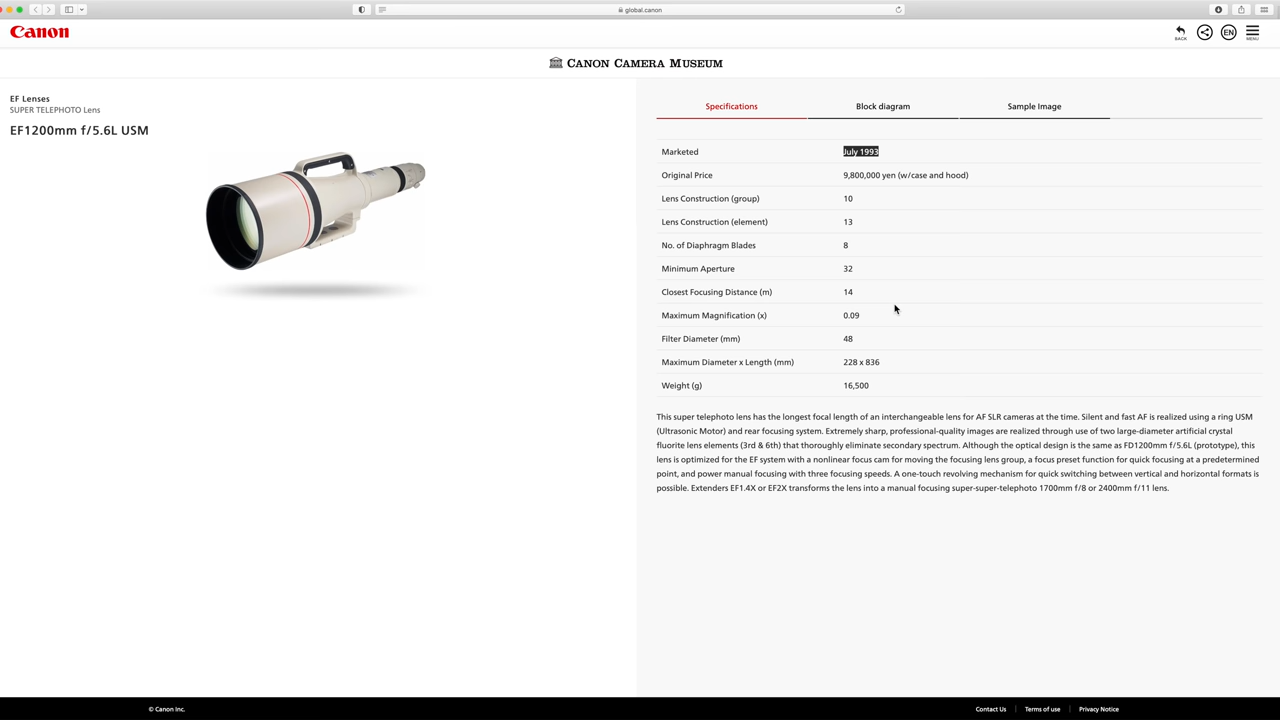 global.canon
Canon
BACK
EN
MENU
CANON CAMERA MUSEUM
EF Lenses
SUPER TELEPHOTO Lens
EF1200mm f/5.6L USM
Specifications
Block diagram
Sample Image
Marketed July 1993
Original Price 9,800,000 yen (w/case and hood)
Lens Construction (group) 10
Lens Construction (element) 13
No. of Diaphragm Blades 8
Minimum Aperture 32
Closest Focusing Distance (m) 14
Maximum Magnification (x) 0.09
Filter Diameter (mm) 48
Maximum Diameter x Length (mm) 228 x 836
Weight (g) 16,500
This super telephoto lens has the longest focal length of an interchangeable lens for AF SLR cameras at the time. Silent and fast AF is realized using a ring USM
(Ultrasonic Motor) and rear focusing system. Extremely sharp, professional-quality images are realized through use of two large-diameter artificial crystal
fluorite lens elements (3rd & 6th) that thoroughly eliminate secondary spectrum. Although the optical design is the same as FD1200mm f/5.6L (prototype), this
lens is optimized for the EF system with a nonlinear focus cam for moving the focusing lens group, a focus preset function for quick focusing at a predetermined
point, and power manual focusing with three focusing speeds. A one-touch revolving mechanism for quick switching between vertical and horizontal formats is
possible. Extenders EF1.4X or EF2X transforms the lens into a manual focusing super-super-telephoto 1700mm f/8 or 2400mm f/11 lens.
© Canon Inc.
Contact Us
Terms of use
Privacy Notice